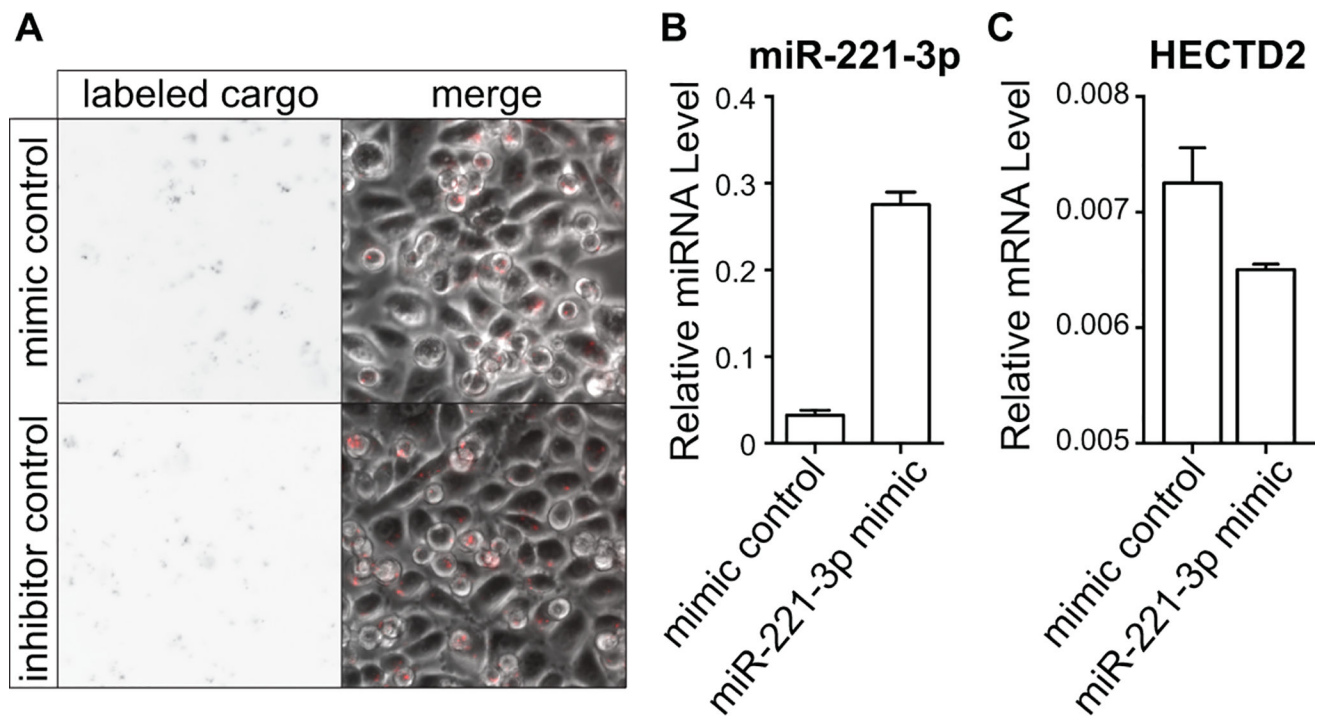 A
labeled cargo
merge
mimic control
inhibitor control
B
miR-221-3p
Relative miRNA Level
0.4
0.3
0.2
0.1
0
mimic control
miR-221-3p mimic
C
HECTD2
Relative mRNA Level
0.008
0.007
0.006
0.005
mimic control
miR-221-3p mimic